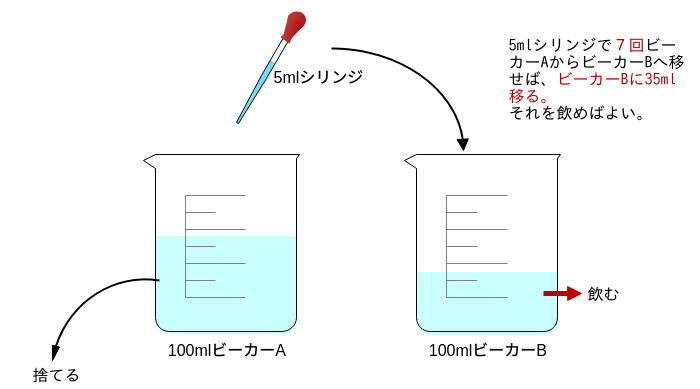 5mlシリンジで７回ビー
カーAからビーカーBへ移
せば、ビーカーBに35ml
移る。
それを飲めばよい。
5mlシリンジ
飲む
100mlビーカーA
100mlビーカーB
捨てる